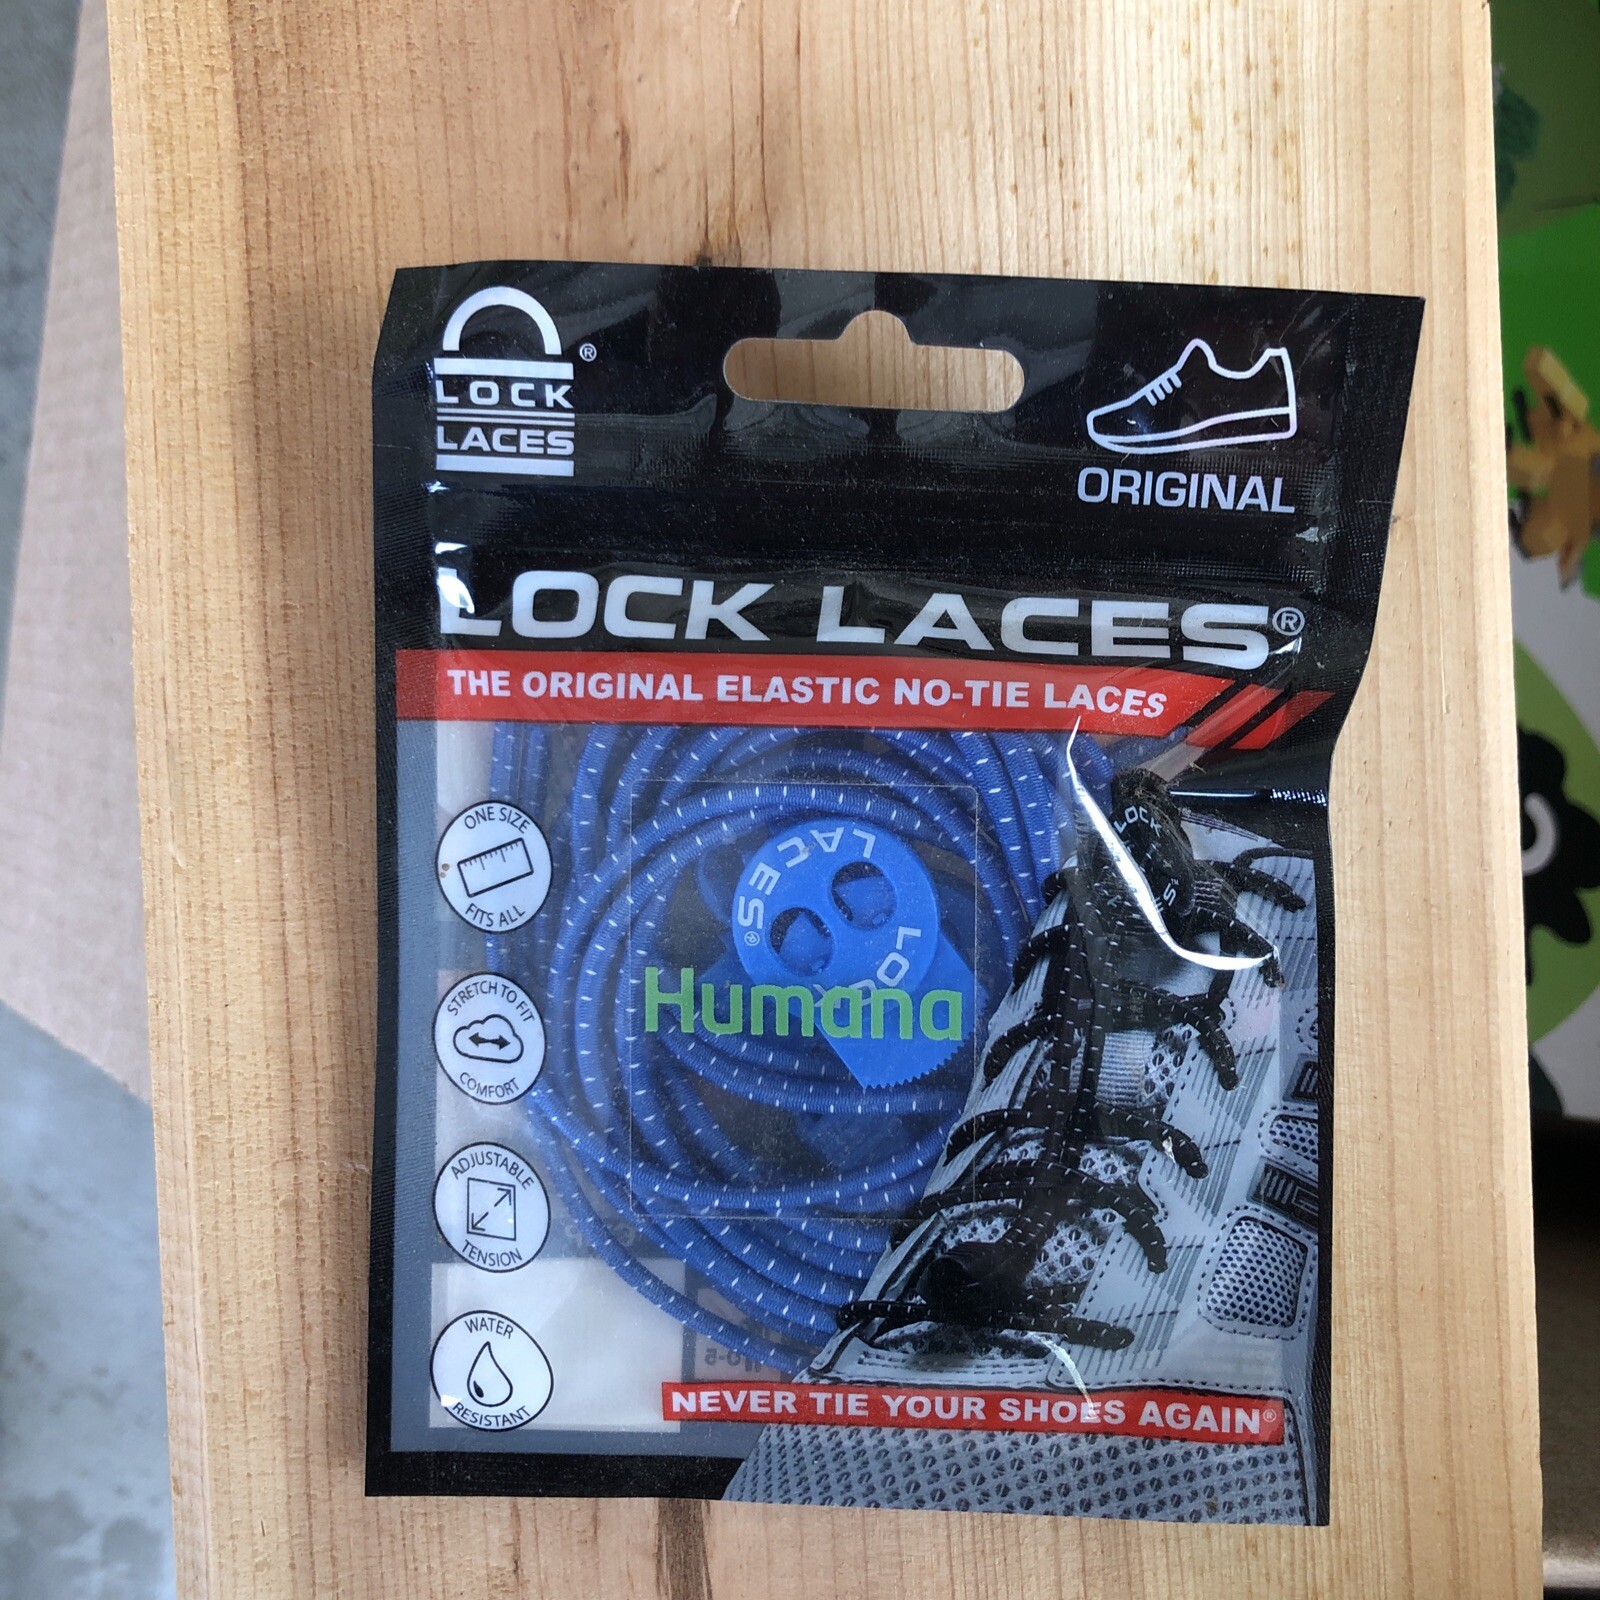 LOCK
LACES
®
ORIGINAL
LOCK LACES®
THE ORIGINAL ELASTIC NO-TIE LACES
ONE SIZE
FITS ALL
STRETCH TO FIT
COMFORT
ADJUSTABLE
TENSION
WATER
RESISTANT
LACES®
LOCK
Humana
LOCK
NEVER TIE YOUR SHOES AGAIN®